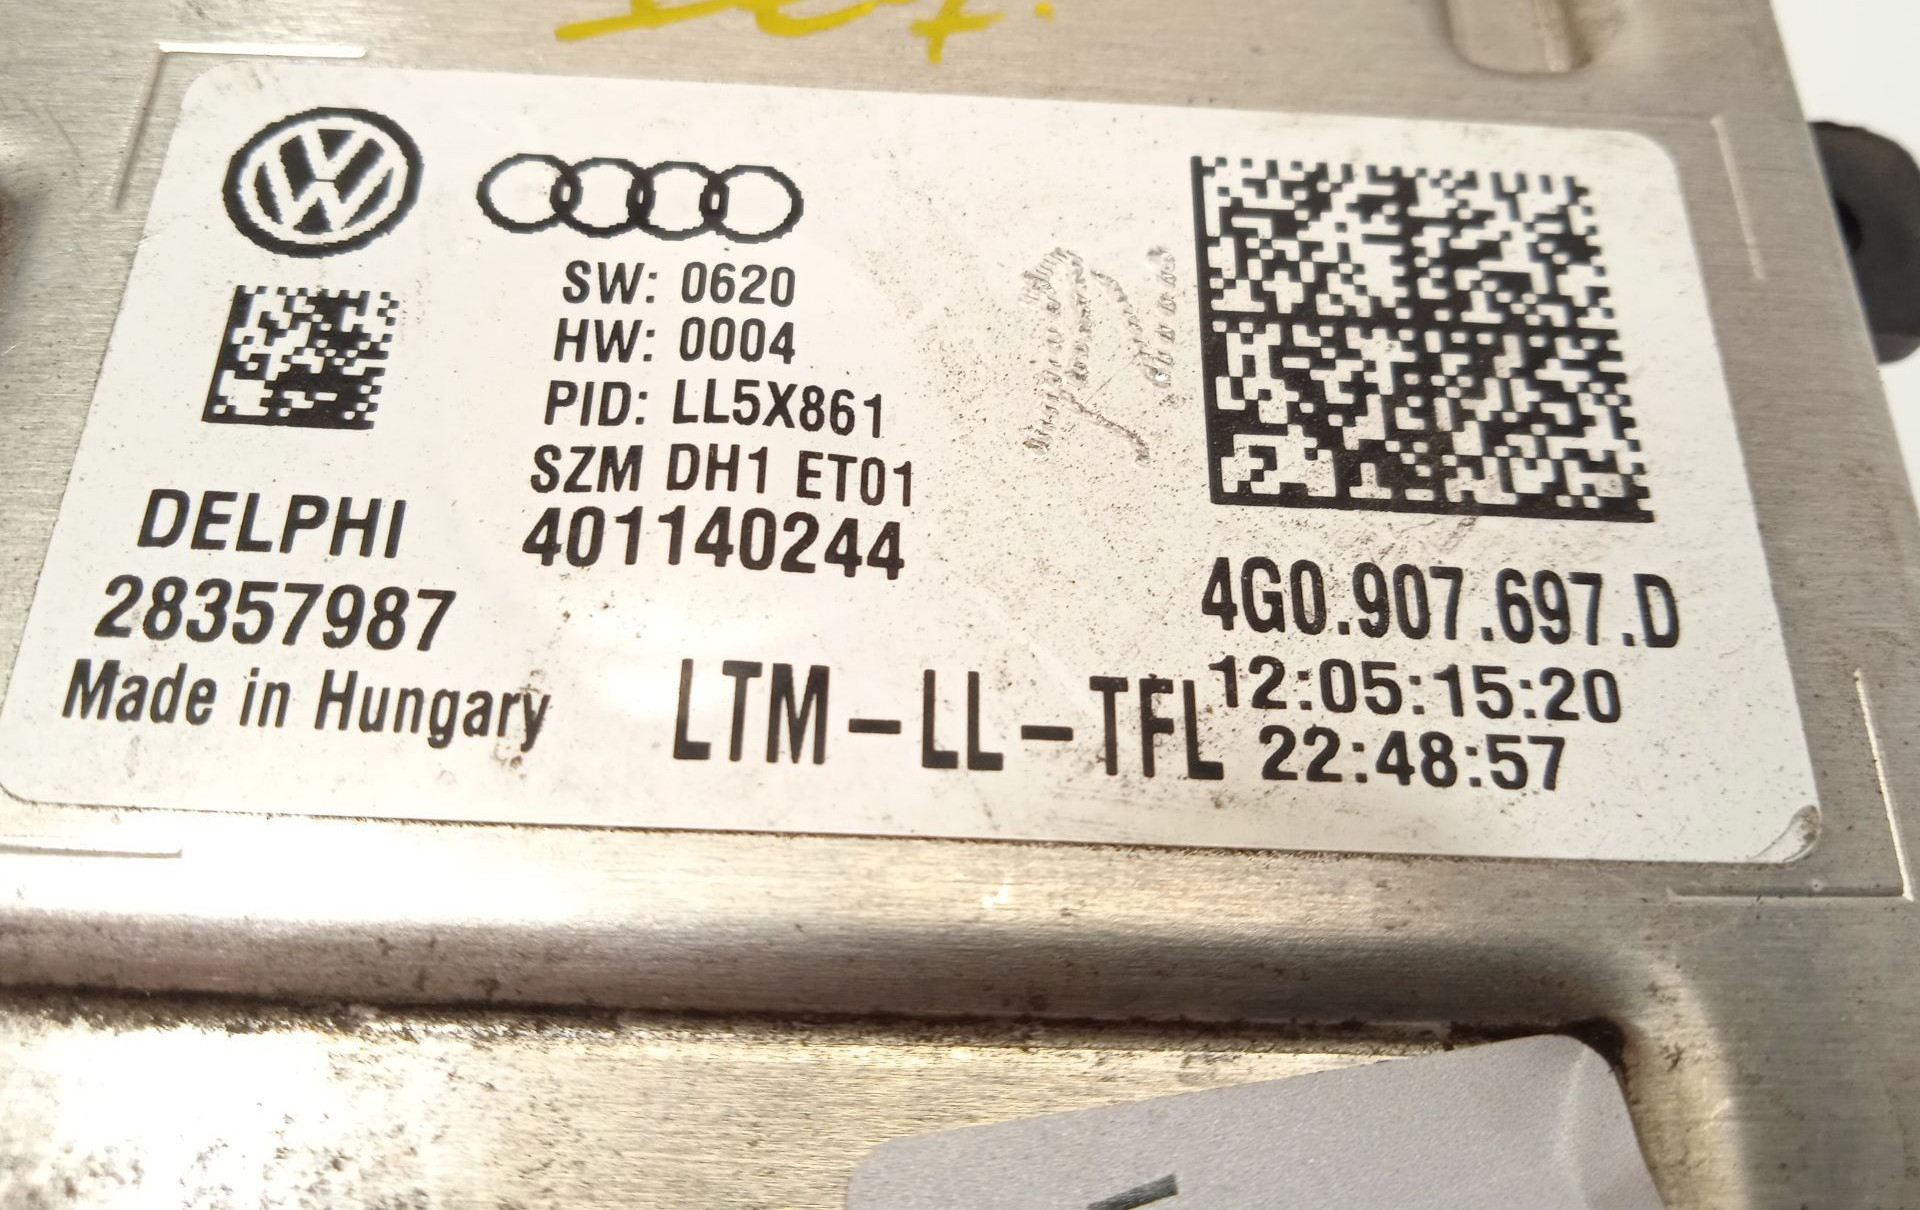 SW: 0620
HW: 0004
PID: LL5X861
SZM DH1 ET01
401140244
DELPHI
28357987
Made in Hungary
LTM-LL-TFL
4G0.907.697.D
12:05:15:20
22:48:57